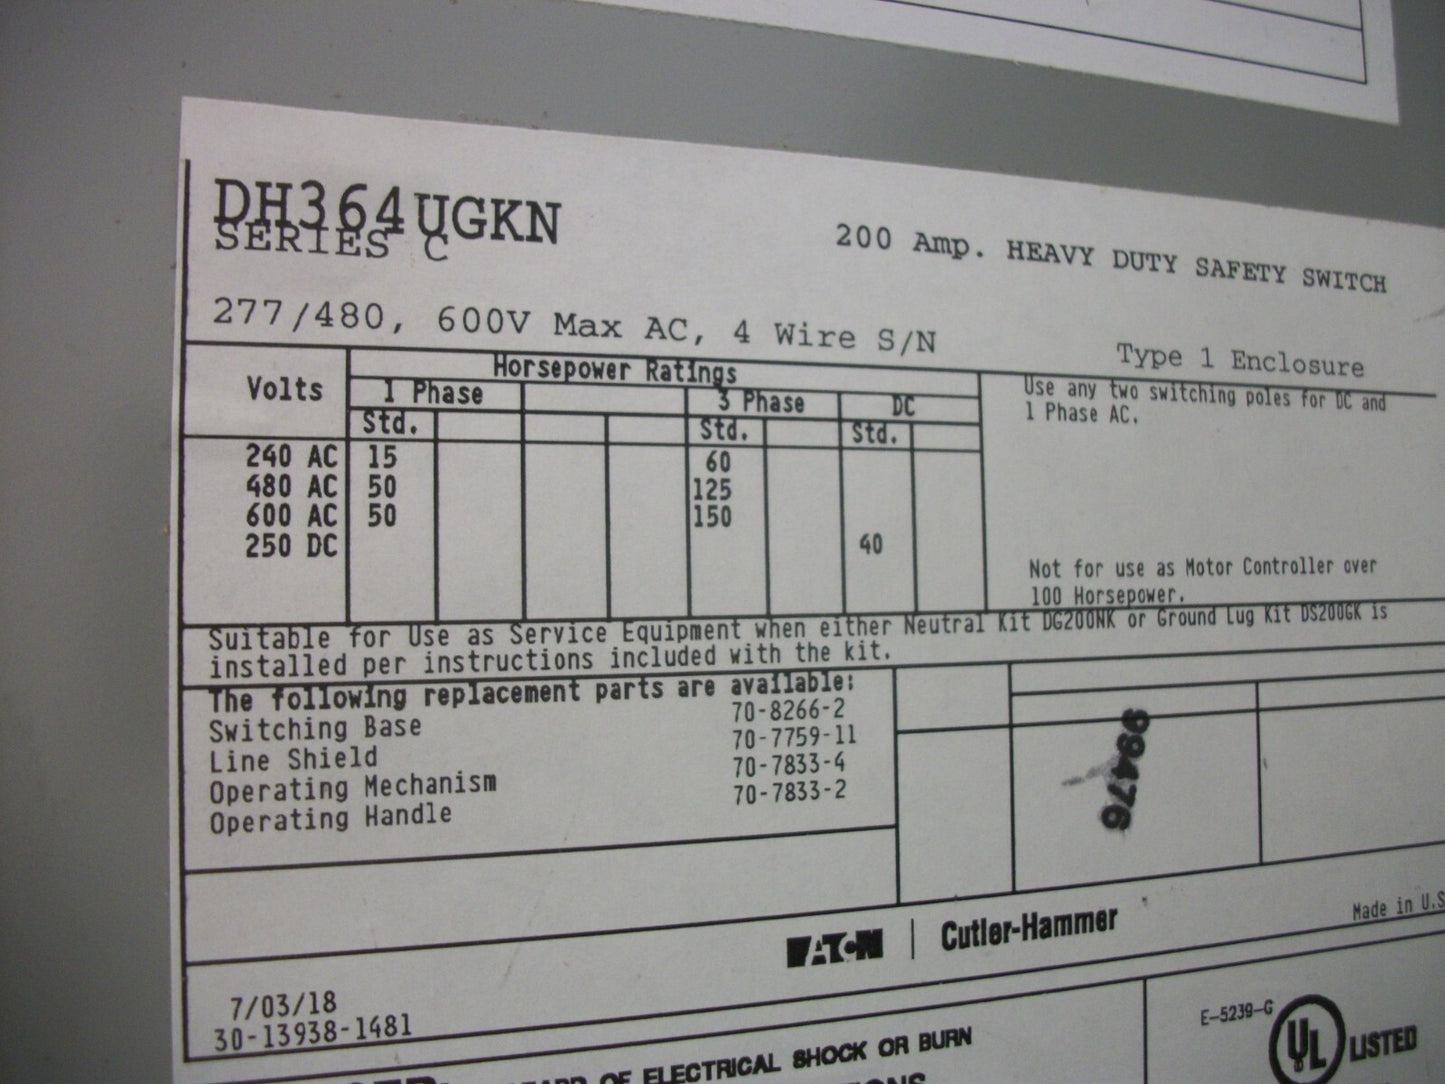 DH364UGKN
SERIES C
200 Amp. HEAVY DUTY SAFETY SWITCH
277/480, 600V Max AC, 4 Wire S/N
Type 1 Enclosure
Volts
Horsepower Ratings
1 Phase 3 Phase DC
Std. Std. Std.
240 AC 15 60
480 AC 50 125
600 AC 50 150
250 DC 40
Use any two switching poles for DC and
1 Phase AC.
Not for use as Motor Controller over
100 Horsepower.
Suitable for Use as Service Equipment when either Neutral Kit DG200NK or Ground Lug Kit DS200GK is
installed per instructions included with the kit.
The following replacement parts are available:
Switching Base 70-8266-2
Line Shield 70-7759-11
Operating Mechanism 70-7833-4
Operating Handle 70-7833-2
99476
EATON | Cutler-Hammer
Made in U.S
7/03/18
30-13938-1481
E-5239-G
UL LISTED
OF ELECTRICAL SHOCK OR BURN